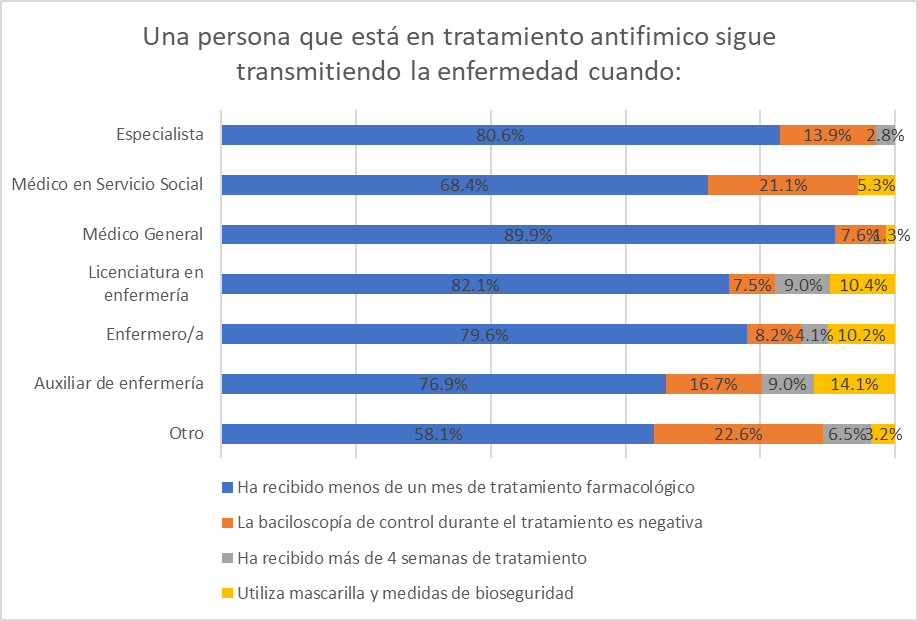 Una persona que está en tratamiento antifimico sigue
transmitiendo la enfermedad cuando:
Especialista
80.6% 13.9% 2.8%
Médico en Servicio Social
68.4% 21.1% 5.3%
Médico General
89.9% 7.6% 1.3%
Licenciatura en
enfermería
82.1% 7.5% 9.0% 10.4%
Enfermero/a
79.6% 8.2% 4.1% 10.2%
Auxiliar de enfermería
76.9% 16.7% 9.0% 14.1%
Otro
58.1% 22.6% 6.5% 3.2%
Ha recibido menos de un mes de tratamiento farmacológico
La baciloscopía de control durante el tratamiento es negativa
Ha recibido más de 4 semanas de tratamiento
Utiliza mascarilla y medidas de bioseguridad